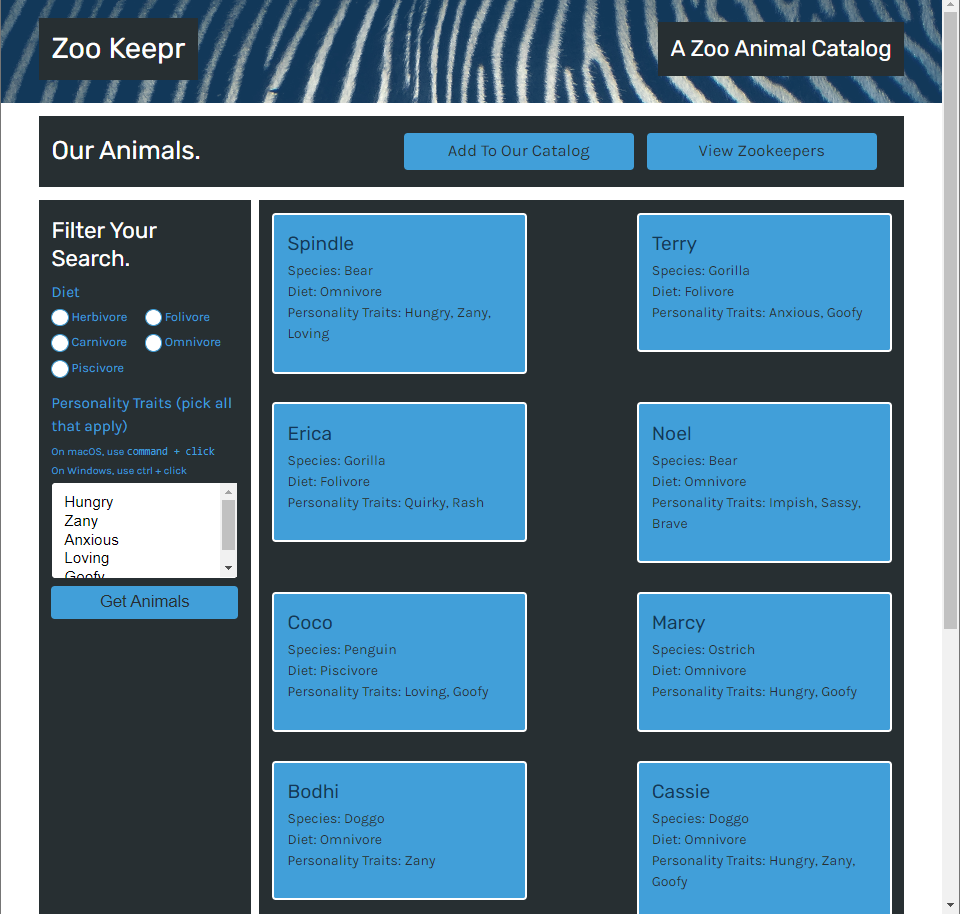 Zoo Keepr
A Zoo Animal Catalog
Our Animals.
Add To Our Catalog
View Zookeepers
Filter Your
Search.
Diet
Herbivore
Folivore
Carnivore
Omnivore
Piscivore
Personality Traits (pick all
that apply)
On macOS, use command + click
On Windows, use ctrl + click
Hungry
Zany
Anxious
Loving
Goofy
Get Animals
Spindle
Species: Bear
Diet: Omnivore
Personality Traits: Hungry, Zany,
Loving
Terry
Species: Gorilla
Diet: Folivore
Personality Traits: Anxious, Goofy
Erica
Species: Gorilla
Diet: Folivore
Personality Traits: Quirky, Rash
Noel
Species: Bear
Diet: Omnivore
Personality Traits: Impish, Sassy,
Brave
Coco
Species: Penguin
Diet: Piscivore
Personality Traits: Loving, Goofy
Marcy
Species: Ostrich
Diet: Omnivore
Personality Traits: Hungry, Goofy
Bodhi
Species: Doggo
Diet: Omnivore
Personality Traits: Zany
Cassie
Species: Doggo
Diet: Omnivore
Personality Traits: Hungry, Zany,
Goofy